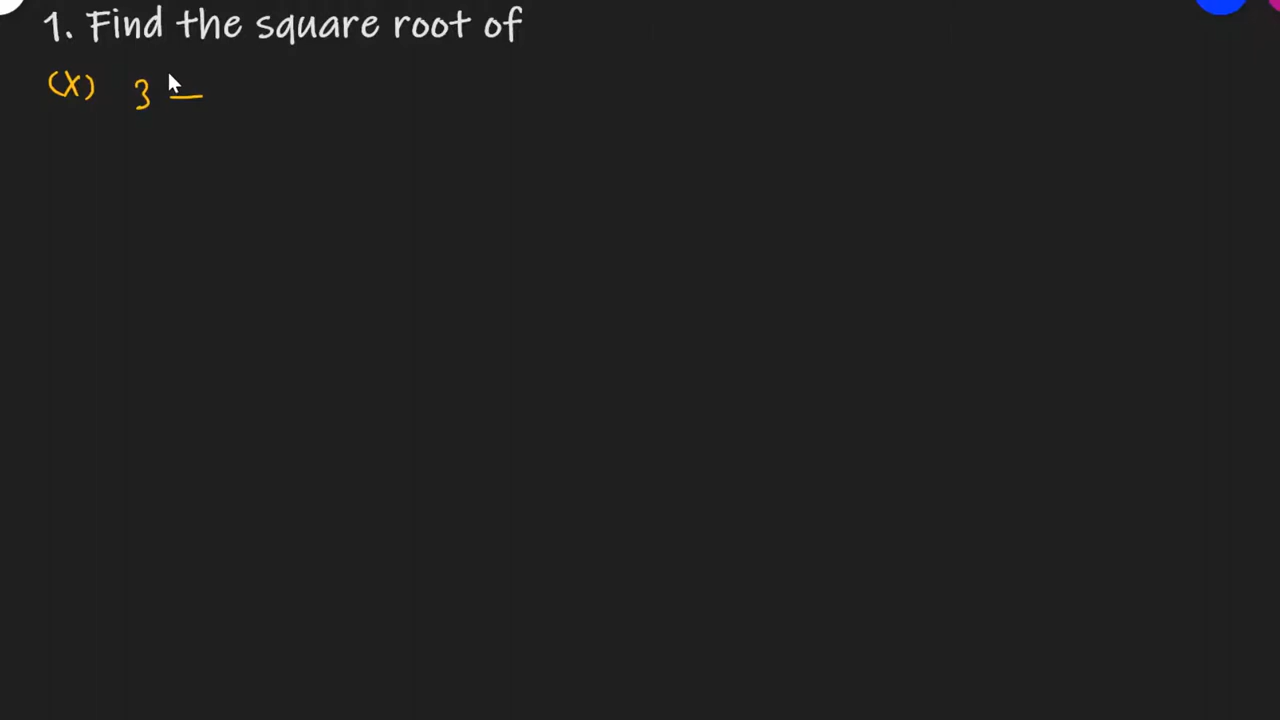 1. Find the square root of
(X) 3 —